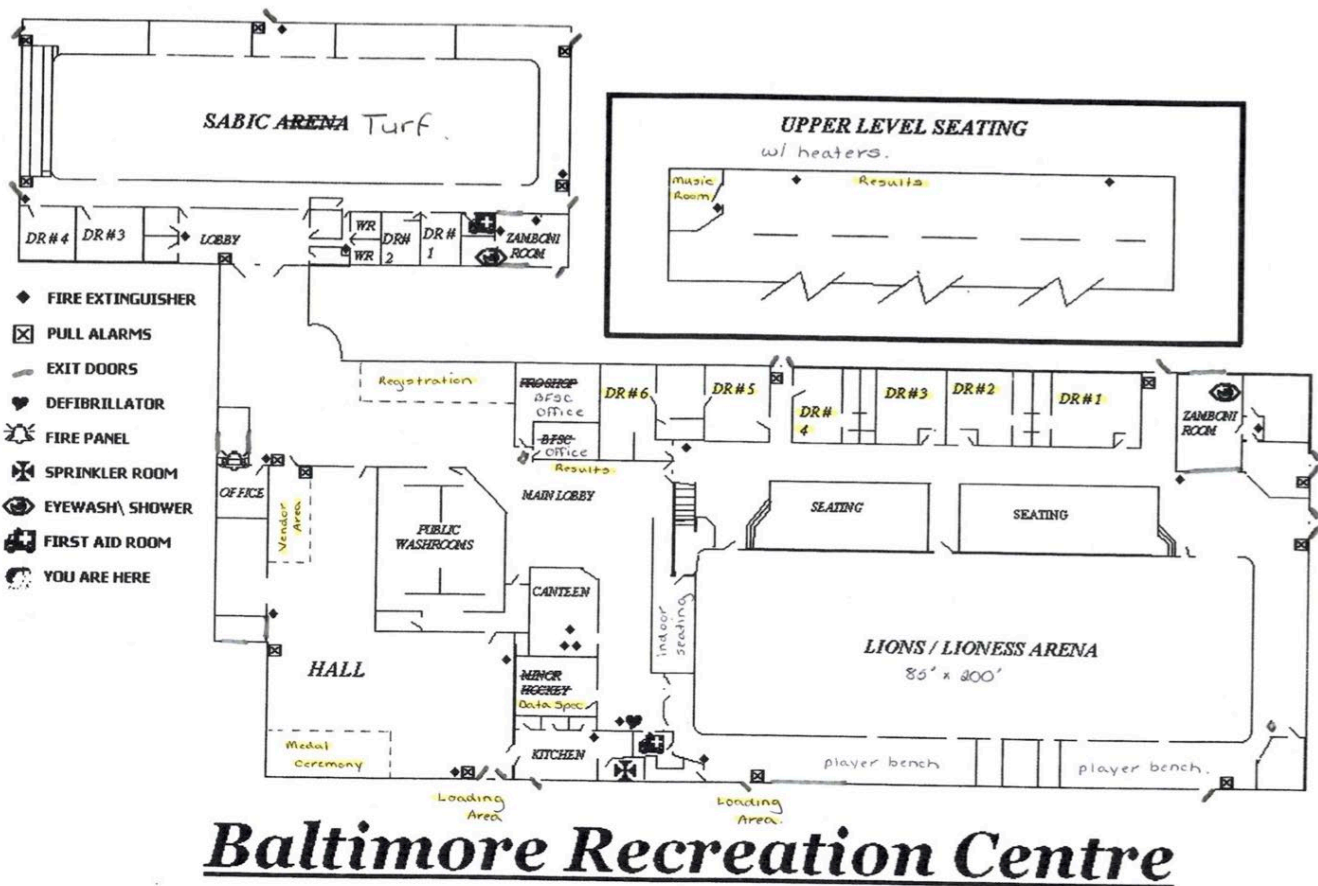 SABIC ARENA Turf.
UPPER LEVEL SEATING
w/ heaters.
Music
Room
Results
DR #4
DR #3
LOBBY
WR
WR
DR#
2
DR#
1
ZAMBONI
ROOM
FIRE EXTINGUISHER
PULL ALARMS
EXIT DOORS
DEFIBRILLATOR
FIRE PANEL
SPRINKLER ROOM
EYEWASH\ SHOWER
FIRST AID ROOM
YOU ARE HERE
Registration
PRO SHOP
BFSC
Office
BFSC
Office
Results
DR#6
DR#5
DR#
4
DR#3
DR#2
DR#1
ZAMBONI
ROOM
OFFICE
Vendor
Area
PUBLIC
WASHROOMS
MAIN LOBBY
SEATING
SEATING
CANTEEN
indoor
seating
HALL
MINOR
HOCKEY
Data Spec
LIONS / LIONESS ARENA
85' x 200'
Medal
Ceremony
KITCHEN
player bench
player bench.
Loading
Area
Loading
Area.
Baltimore Recreation Centre